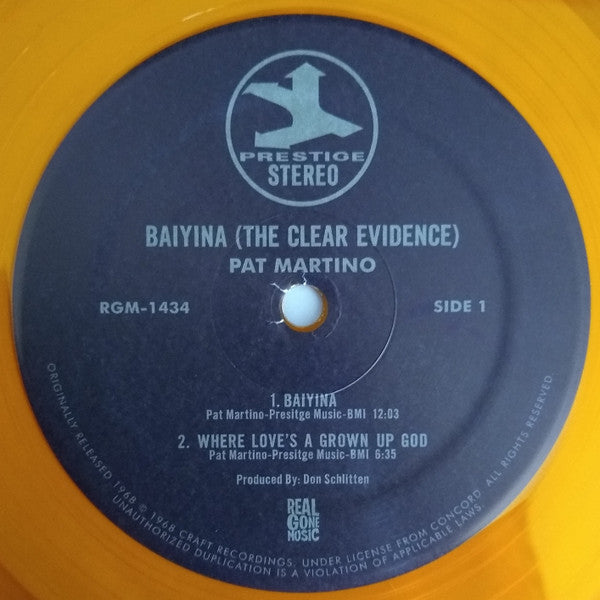 PRESTIGE
STEREO
BAIYINA (THE CLEAR EVIDENCE)
PAT MARTINO
RGM-1434
SIDE 1
1. BAIYINA
Pat Martino-Presitge Music-BMI 12:03
2. WHERE LOVE'S A GROWN UP GOD
Pat Martino-Presitge Music-BMI 6:35
Produced By: Don Schlitten
REAL
GONE
MUSIC
ORIGINALLY RELEASED 1968 © 1968 CRAFT RECORDINGS, UNDER LICENSE FROM CONCORD. ALL RIGHTS RESERVED.
UNAUTHORIZED DUPLICATION IS A VIOLATION OF APPLICABLE LAWS.